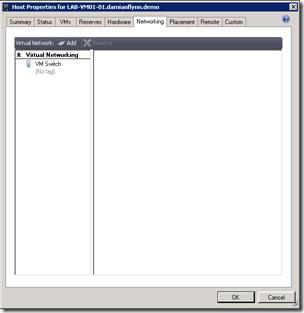 Host Properties for LAB-VM01-01.damianflynn.demo
Summary Status VMs Reserves Hardware Networking Placement Remote Custom
Virtual Network: Add Remove
Virtual Networking
VM Switch
(No tag)
OK Cancel